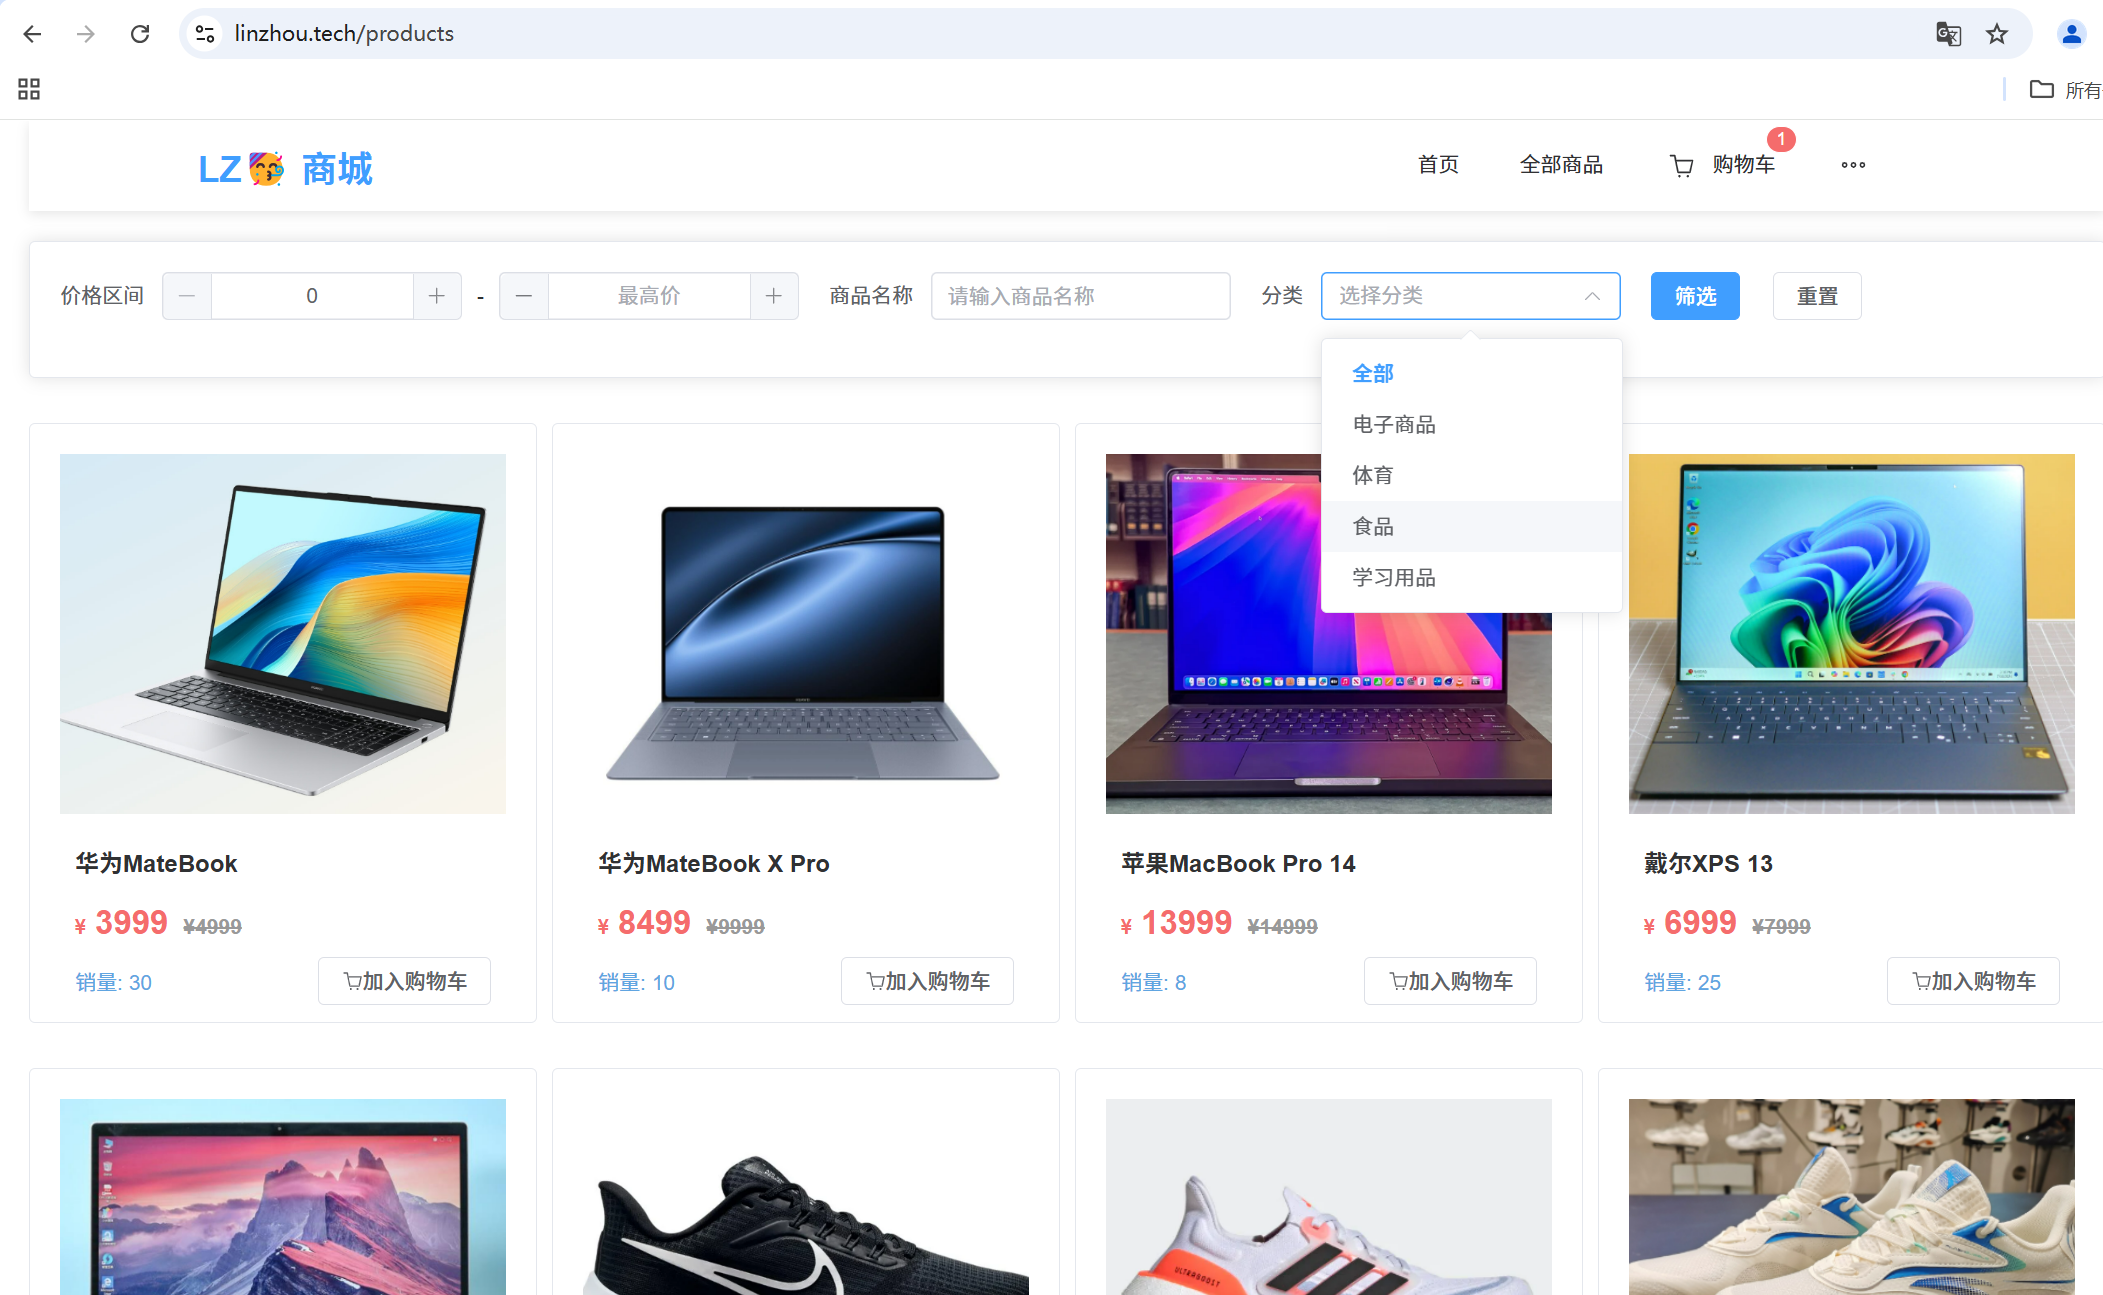 linzhou.tech/products
所有
LZ🥳 商城
首页
全部商品
购物车
1
价格区间
0
-
最高价
商品名称
请输入商品名称
分类
选择分类
筛选
重置
全部
电子商品
体育
食品
学习用品
华为MateBook
¥ 3999 ¥4999
销量: 30
加入购物车
华为MateBook X Pro
¥ 8499 ¥9999
销量: 10
加入购物车
苹果MacBook Pro 14
¥ 13999 ¥14999
销量: 8
加入购物车
戴尔XPS 13
¥ 6999 ¥7999
销量: 25
加入购物车
ULTRABOOST